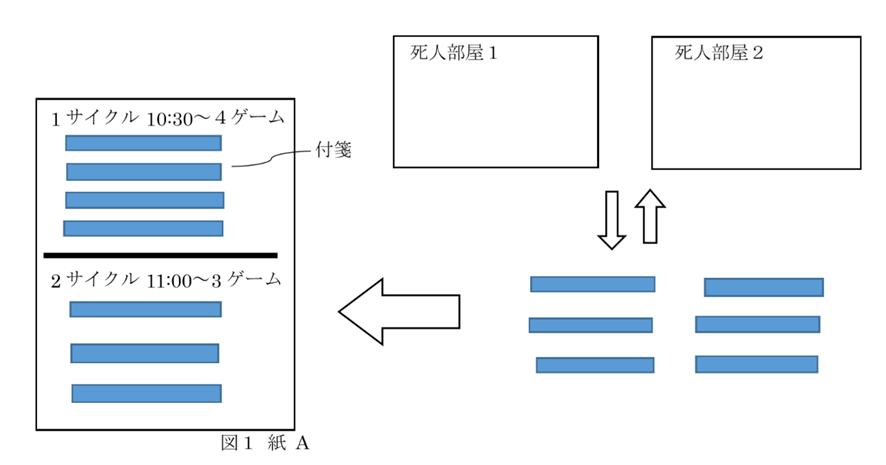 死人部屋1
死人部屋2
1サイクル 10:30～4ゲーム
付箋
2サイクル 11:00～3ゲーム
図1 紙 A